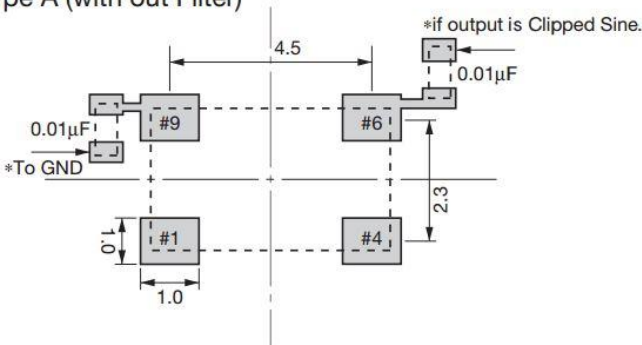 pe A (with out Filter)
*if output is Clipped Sine.
4.5
0.01μF
#9
#6
0.01μF
*To GND
2.3
1.0
#1
#4
1.0